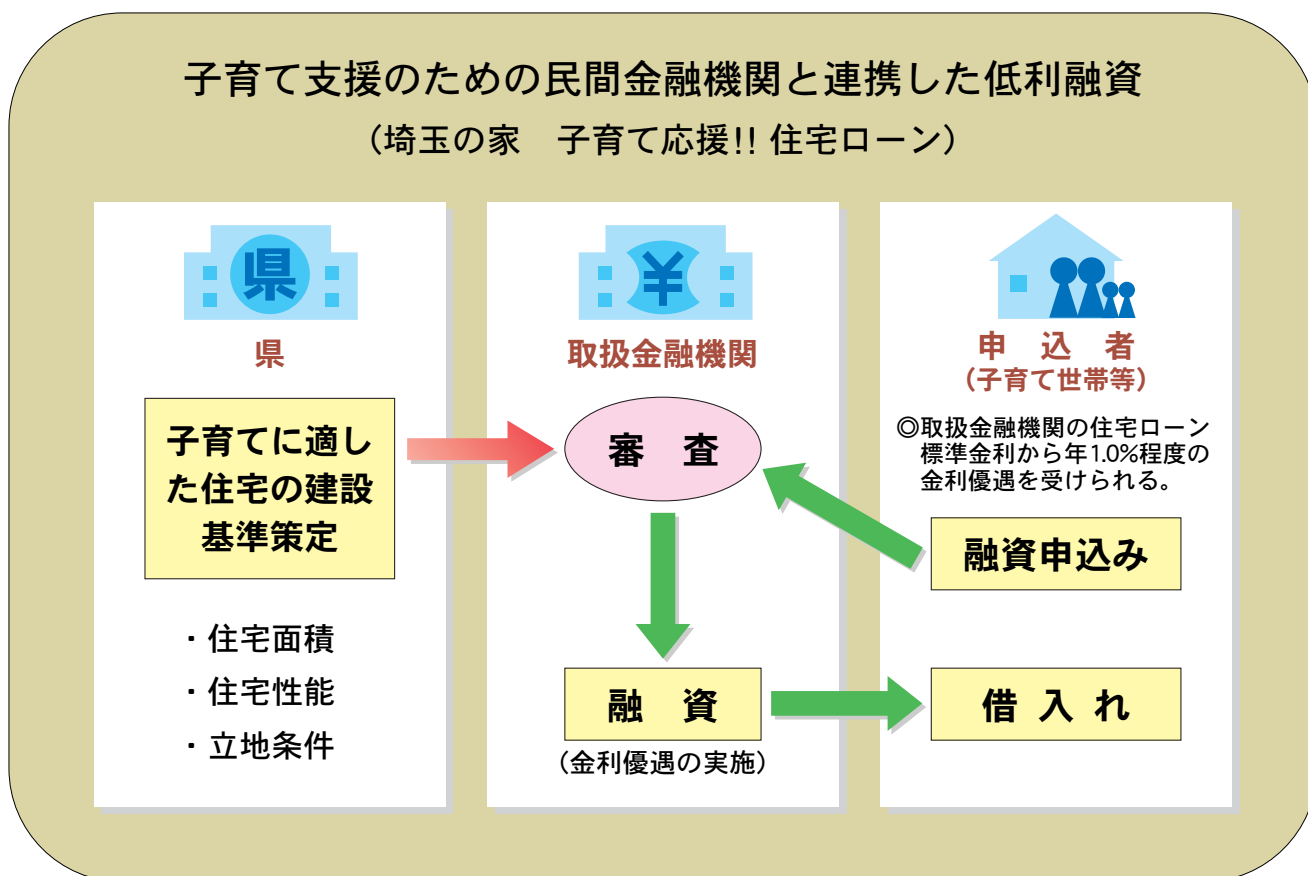 子育て支援のための民間金融機関と連携した低利融資
（埼玉の家　子育て応援!! 住宅ローン）
県
県
子育てに適し
た住宅の建設
基準策定
・住宅面積
・住宅性能
・立地条件
¥
取扱金融機関
審　査
融　資
（金利優遇の実施）
申　込　者
（子育て世帯等）
◎取扱金融機関の住宅ローン
標準金利から年1.0%程度の
金利優遇を受けられる。
融資申込み
借 入 れ